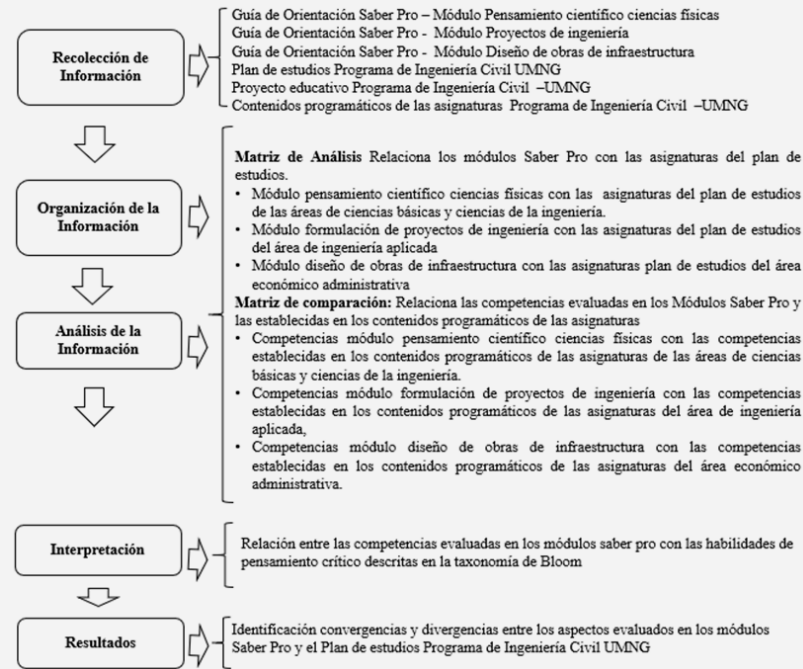 Recolección de
Información
Guía de Orientación Saber Pro – Módulo Pensamiento científico ciencias físicas
Guía de Orientación Saber Pro - Módulo Proyectos de ingeniería
Guía de Orientación Saber Pro - Módulo Diseño de obras de infraestructura
Plan de estudios Programa de Ingeniería Civil UMNG
Proyecto educativo Programa de Ingeniería Civil –UMNG
Contenidos programáticos de las asignaturas Programa de Ingeniería Civil –UMNG
Organización de la
Información
Análisis de la
Información
Matriz de Análisis Relaciona los módulos Saber Pro con las asignaturas del plan de
estudios.
• Módulo pensamiento científico ciencias físicas con las asignaturas del plan de estudios
de las áreas de ciencias básicas y ciencias de la ingeniería.
• Módulo formulación de proyectos de ingeniería con las asignaturas del plan de estudios
del área de ingeniería aplicada
• Módulo diseño de obras de infraestructura con las asignaturas plan de estudios del área
económico administrativa
Matriz de comparación: Relaciona las competencias evaluadas en los Módulos Saber Pro y
las establecidas en los contenidos programáticos de las asignaturas
• Competencias módulo pensamiento científico ciencias físicas con las competencias
establecidas en los contenidos programáticos de las asignaturas de las áreas de ciencias
básicas y ciencias de la ingeniería.
• Competencias módulo formulación de proyectos de ingeniería con las competencias
establecidas en los contenidos programáticos de las asignaturas del área de ingeniería
aplicada,
• Competencias módulo diseño de obras de infraestructura con las competencias
establecidas en los contenidos programáticos de las asignaturas del área económico
administrativa.
Interpretación
Relación entre las competencias evaluadas en los módulos saber pro con las habilidades de
pensamiento crítico descritas en la taxonomía de Bloom
Resultados
Identificación convergencias y divergencias entre los aspectos evaluados en los módulos
Saber Pro y el Plan de estudios Programa de Ingeniería Civil UMNG